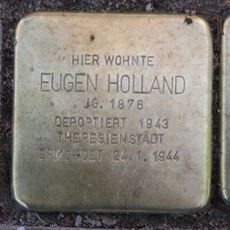 HIER WOHNTE
EUGEN HOLLAND
JG. 1876
DEPORTIERT 1943
THERESIENSTADT
ERMORDET 24.1.1944